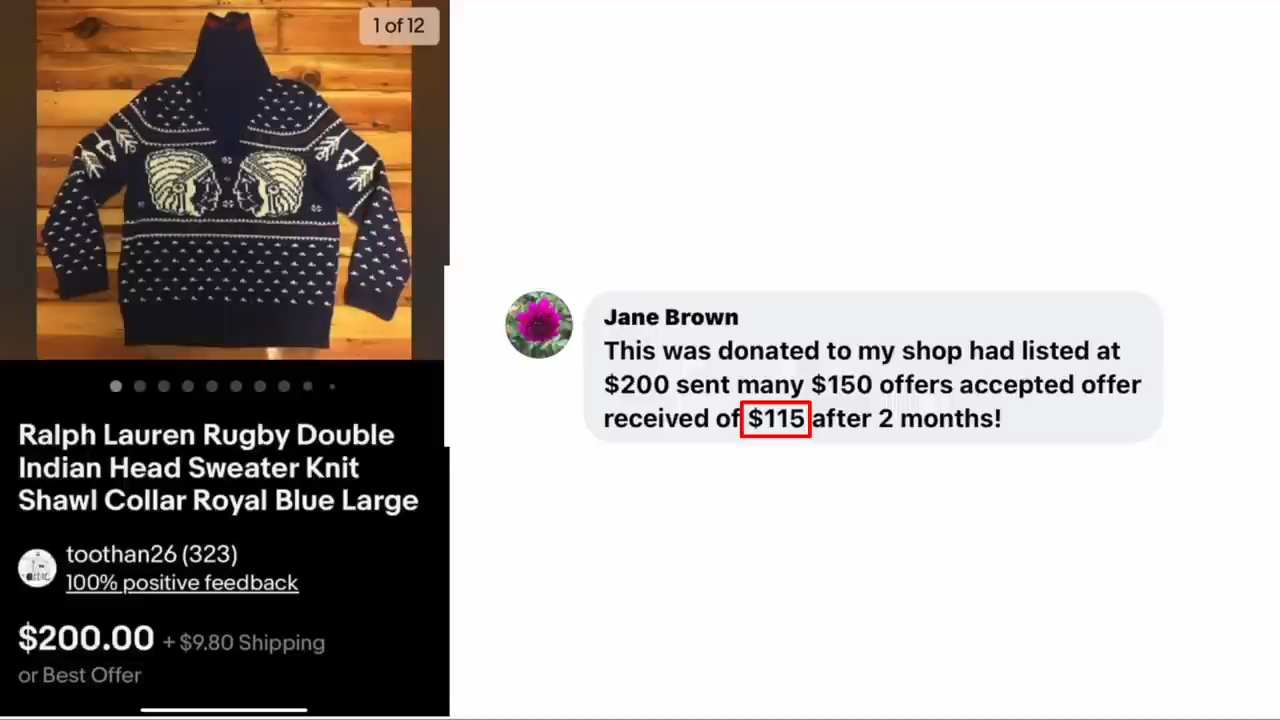 1 of 12
Ralph Lauren Rugby Double
Indian Head Sweater Knit
Shawl Collar Royal Blue Large
toothan26 (323)
100% positive feedback
$200.00 + $9.80 Shipping
or Best Offer
Jane Brown
This was donated to my shop had listed at
$200 sent many $150 offers accepted offer
received of $115 after 2 months!